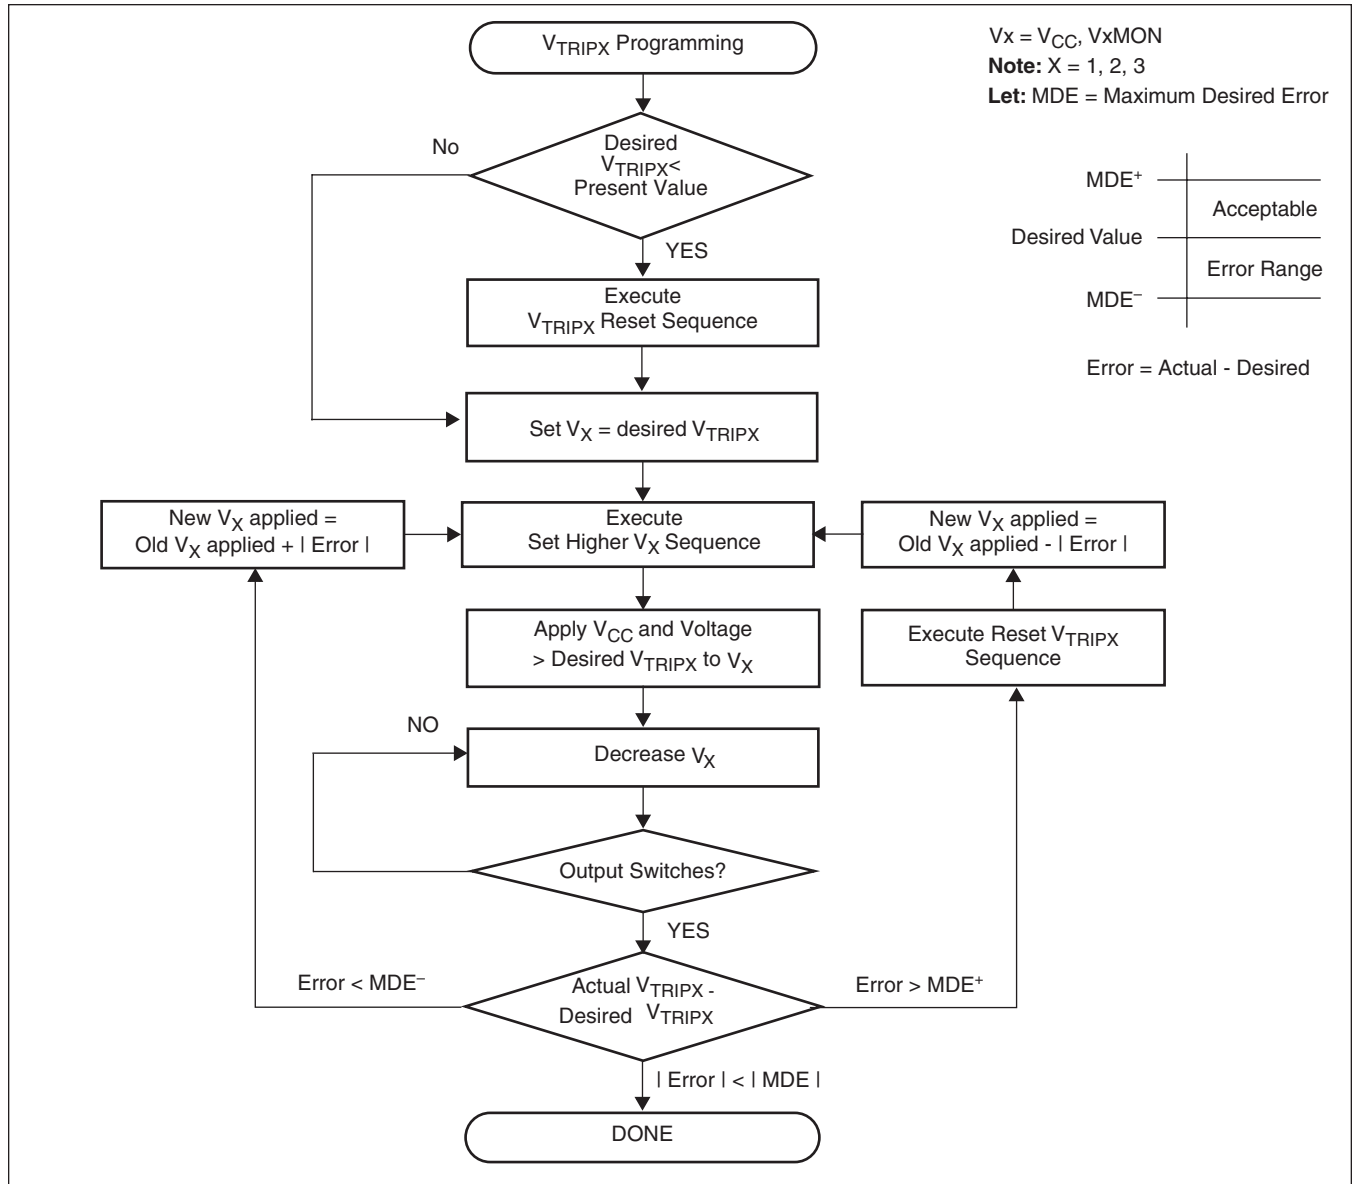 VTRIPX Programming
Vx = VCC, VxMON
Note: X = 1, 2, 3
Let: MDE = Maximum Desired Error
No
Desired
VTRIPX<
Present Value
YES
MDE+
Acceptable
Desired Value
Error Range
MDE–
Error = Actual - Desired
Execute
VTRIPX Reset Sequence
Set VX = desired VTRIPX
New VX applied =
Old VX applied + | Error |
Execute
Set Higher VX Sequence
New VX applied =
Old VX applied - | Error |
Apply VCC and Voltage
> Desired VTRIPX to VX
Execute Reset VTRIPX
Sequence
NO
Decrease VX
Output Switches?
YES
Error < MDE–
Actual VTRIPX -
Desired VTRIPX
Error > MDE+
| Error | < | MDE |
DONE